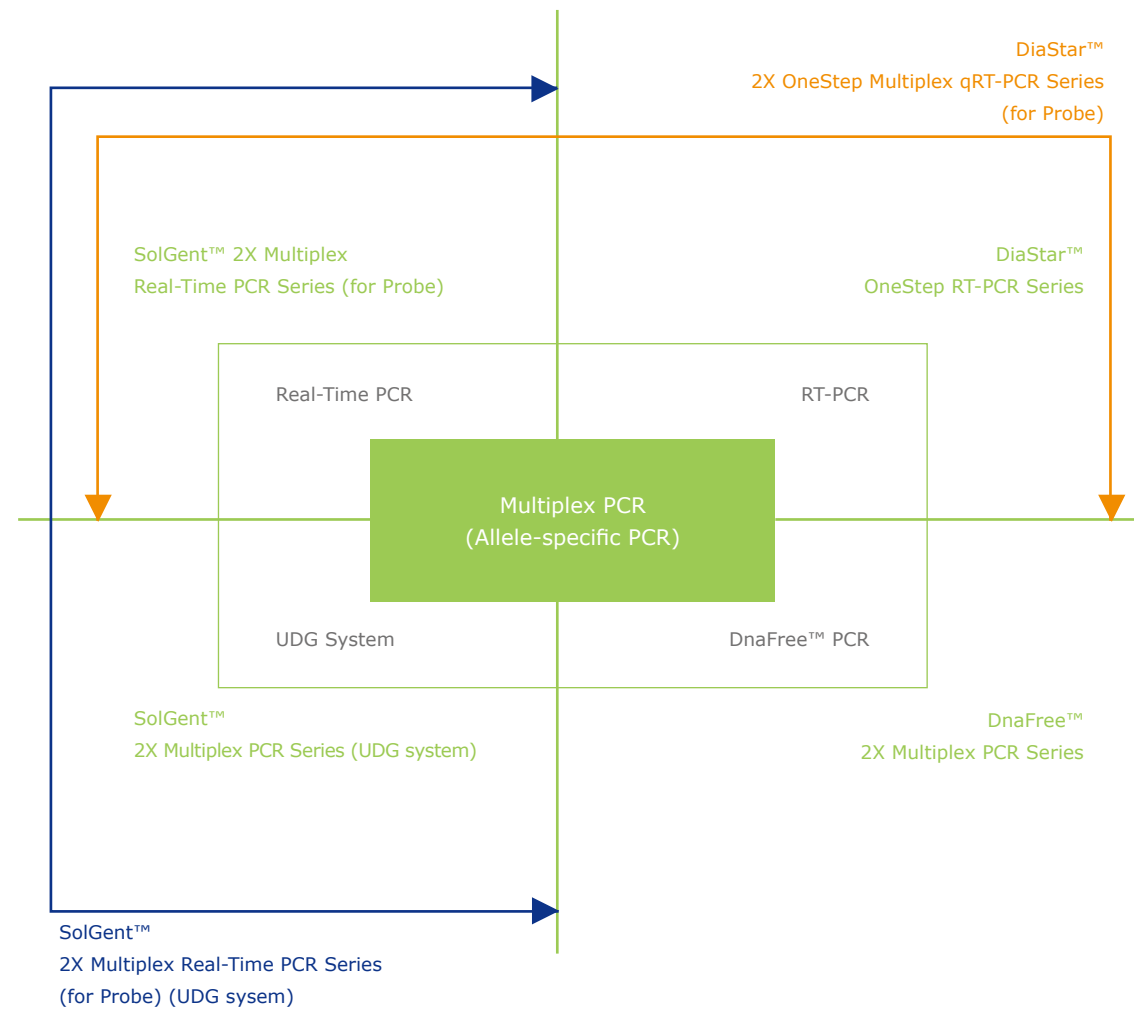 DiaStar™
2X OneStep Multiplex qRT-PCR Series
(for Probe)
SolGent™ 2X Multiplex
Real-Time PCR Series (for Probe)
DiaStar™
OneStep RT-PCR Series
Real-Time PCR
RT-PCR
Multiplex PCR
(Allele-specific PCR)
UDG System
DnaFree™ PCR
SolGent™
2X Multiplex PCR Series (UDG system)
DnaFree™
2X Multiplex PCR Series
SolGent™
2X Multiplex Real-Time PCR Series
(for Probe) (UDG sysem)